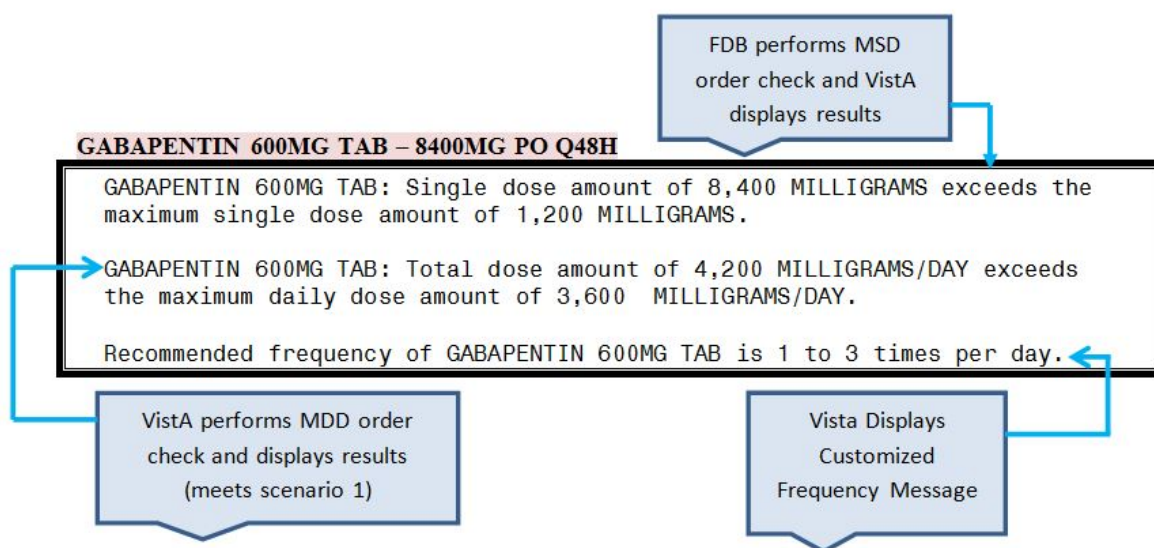 FDB performs MSD
order check and VistA
displays results
GABAPENTIN 600MG TAB – 8400MG PO Q48H
GABAPENTIN 600MG TAB: Single dose amount of 8,400 MILLIGRAMS exceeds the
maximum single dose amount of 1,200 MILLIGRAMS.
GABAPENTIN 600MG TAB: Total dose amount of 4,200 MILLIGRAMS/DAY exceeds
the maximum daily dose amount of 3,600  MILLIGRAMS/DAY.
Recommended frequency of GABAPENTIN 600MG TAB is 1 to 3 times per day.
VistA performs MDD order
check and displays results
(meets scenario 1)
Vista Displays
Customized
Frequency Message